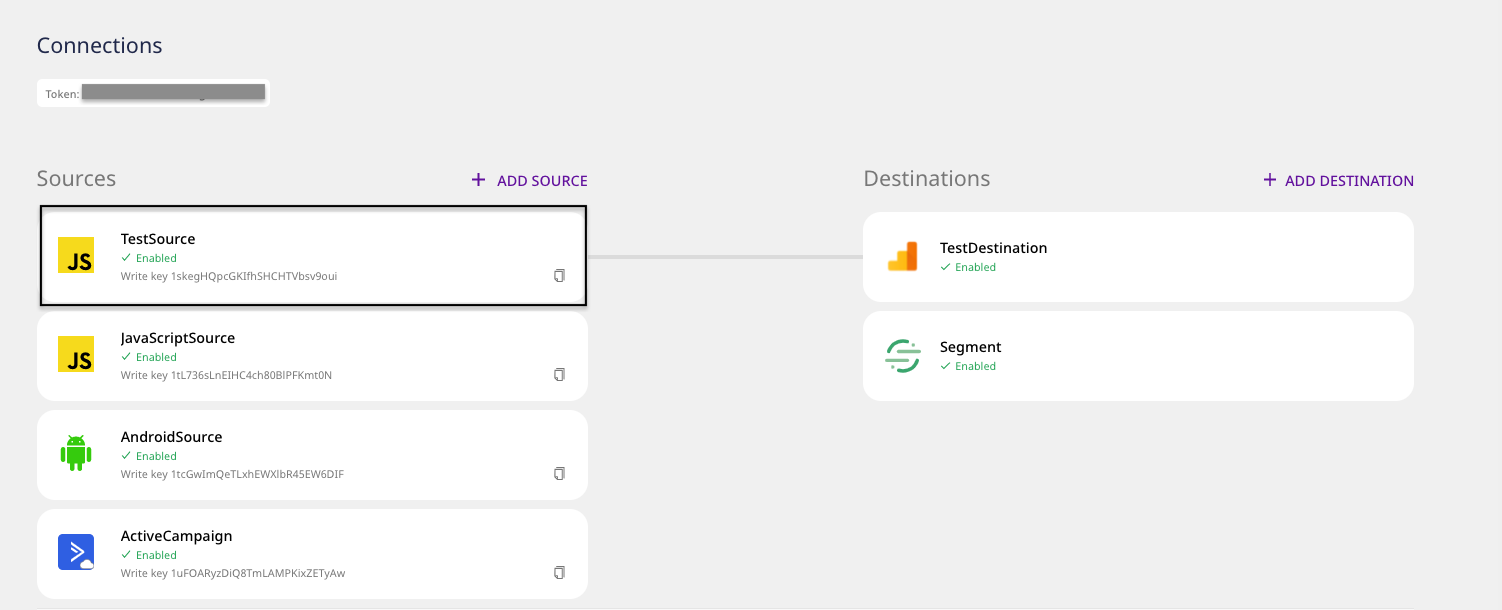 Connections
Token:
Sources
+ ADD SOURCE
Destinations
+ ADD DESTINATION
JS
TestSource
✓ Enabled
Write key 1skegHQpcGKIfhSHCHTVbsv9oui
TestDestination
✓ Enabled
JS
JavaScriptSource
✓ Enabled
Write key 1tL736sLnEIHC4ch80BlPFKmt0N
Segment
✓ Enabled
AndroidSource
✓ Enabled
Write key 1tcGwImQeTLxhEWXlbR45EW6DIF
ActiveCampaign
✓ Enabled
Write key 1uFOARyzDiQ8TmLAMPKixZETyAw